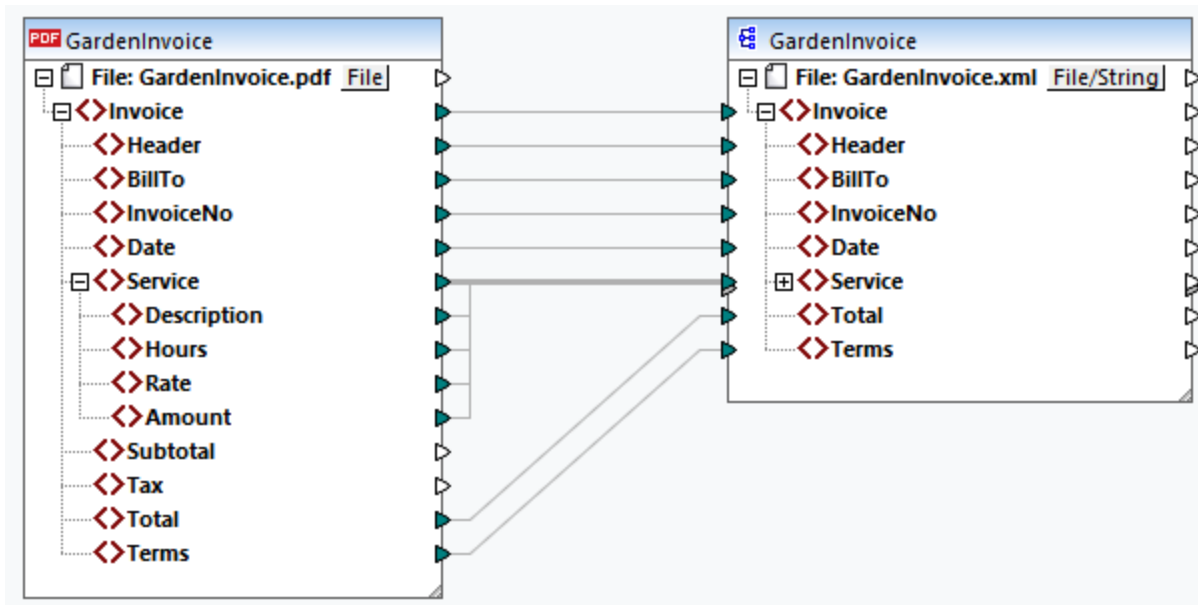 PDF GardenInvoice
File: GardenInvoice.pdf File
Invoice
Header
BillTo
InvoiceNo
Date
Service
Description
Hours
Rate
Amount
Subtotal
Tax
Total
Terms
GardenInvoice
File: GardenInvoice.xml File/String
Invoice
Header
BillTo
InvoiceNo
Date
Service
Total
Terms